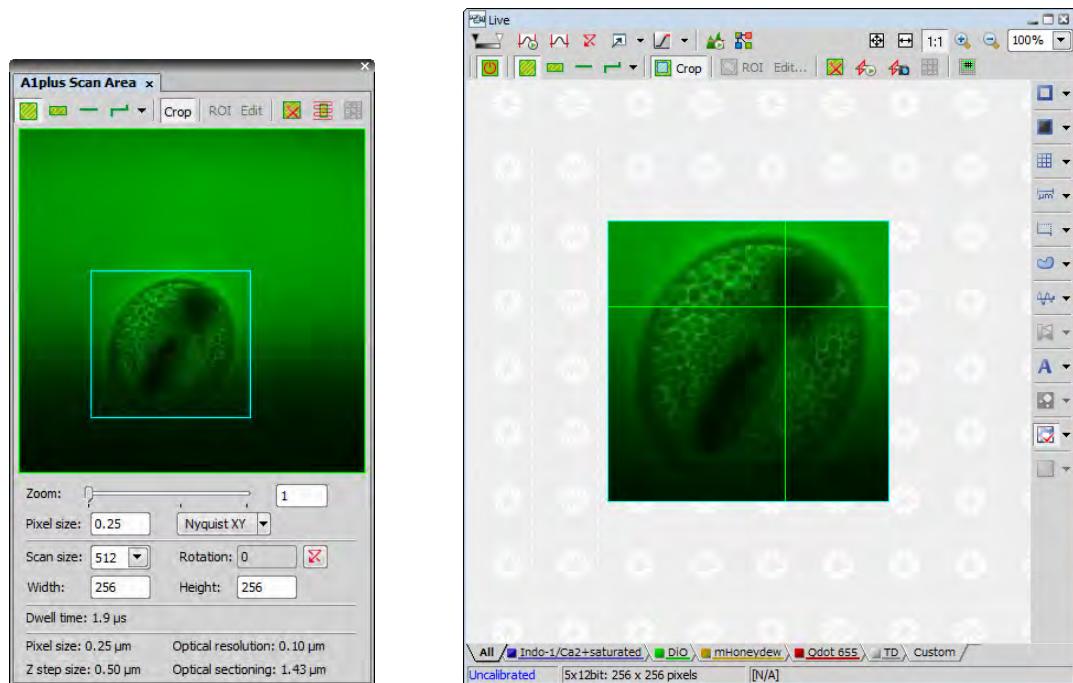 A1plus Scan Area x
Crop ROI Edit
Zoom: 1
Pixel size: 0.25 Nyquist XY
Scan size: 512 Rotation: 0
Width: 256 Height: 256
Dwell time: 1.9 µs
Pixel size: 0.25 µm Optical resolution: 0.10 µm
Z step size: 0.50 µm Optical sectioning: 1.43 µm
Live
1:1 100%
Crop ROI Edit...
µm
A
All Indo-1/Ca2+saturated DiO mHoneydew Qdot 655 TD Custom
Uncalibrated 5x12bit: 256 x 256 pixels [N/A]